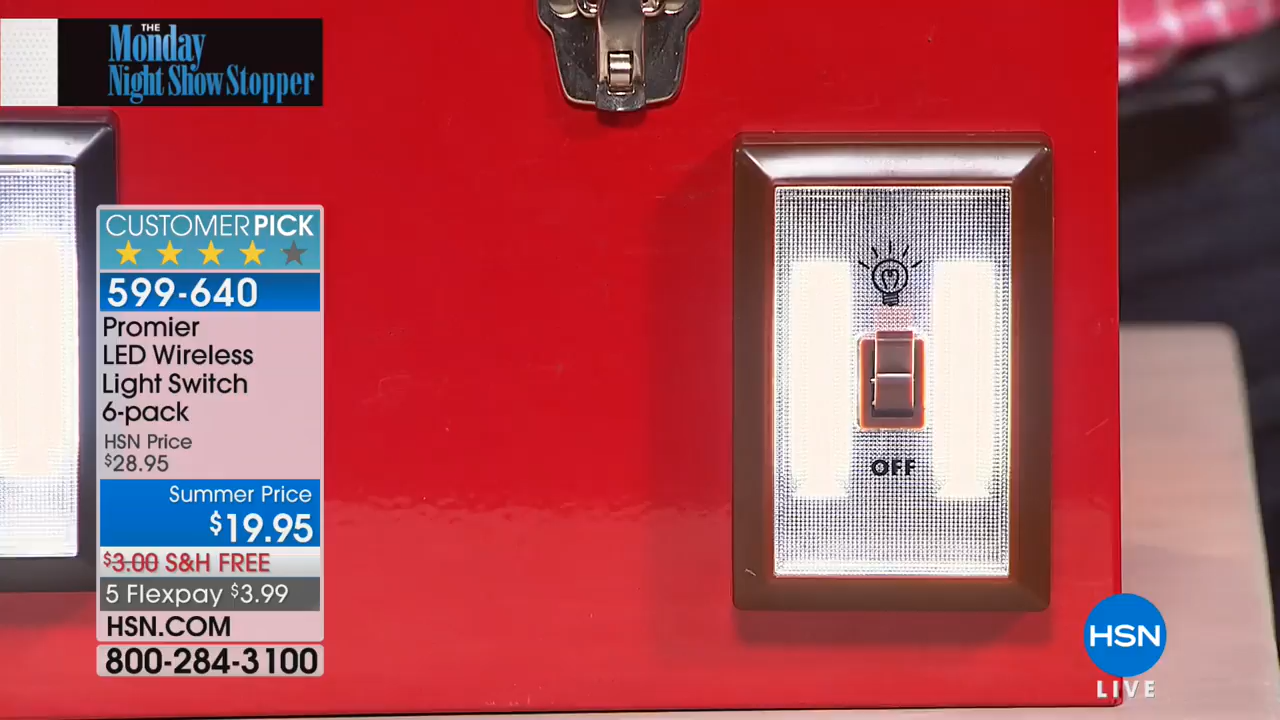 THE
Monday
Night Show Stopper
CUSTOMER PICK
599-640
Promier
LED Wireless
Light Switch
6-pack
HSN Price
$28.95
Summer Price
$19.95
$3.00 S&H FREE
5 Flexpay $3.99
HSN.COM
800-284-3100
OFF
HSN
LIVE